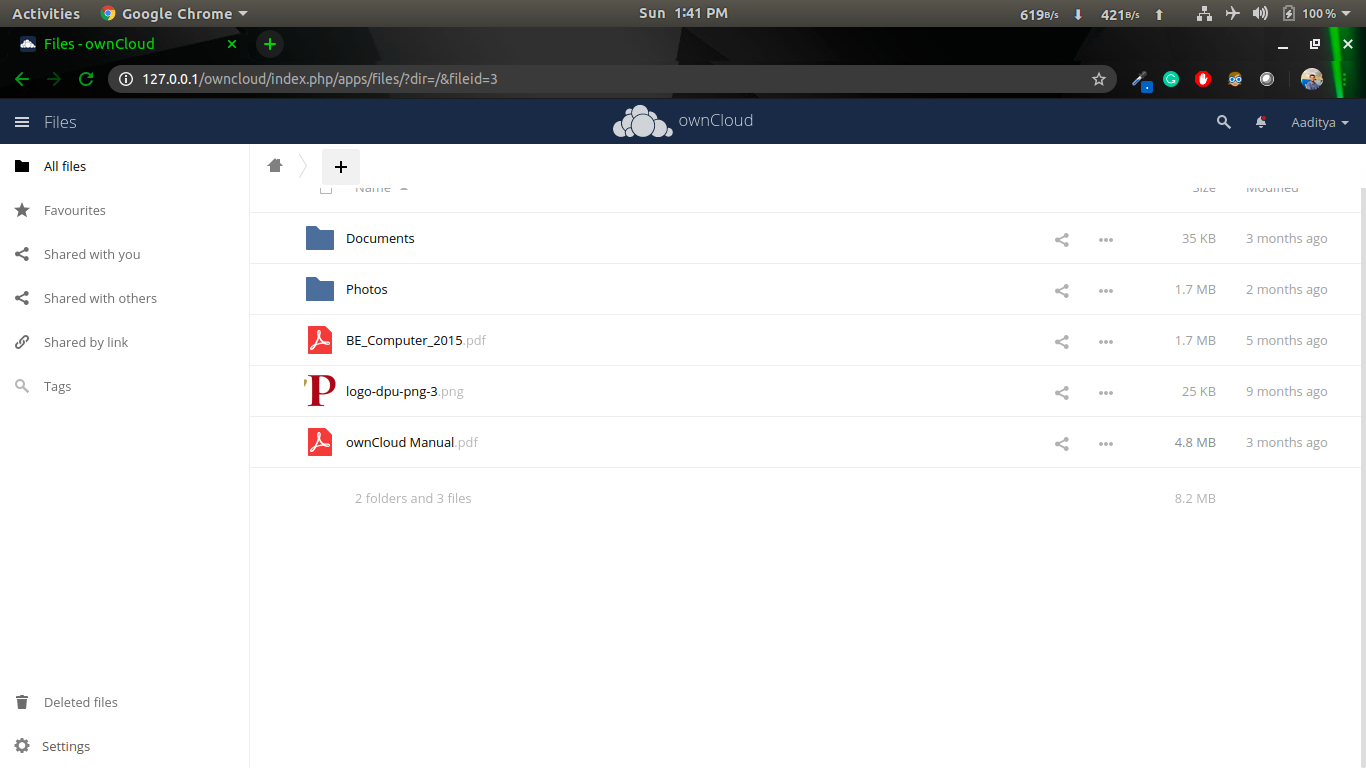 Activities Google Chrome Sun 1:41 PM 619B/s 421B/s 100 %
Files - ownCloud
127.0.0.1/owncloud/index.php/apps/files/?dir=/&fileid=3
Files ownCloud Aaditya
All files
Name Size Modified
Favourites
Documents 35 KB 3 months ago
Shared with you
Photos 1.7 MB 2 months ago
Shared with others
BE_Computer_2015.pdf 1.7 MB 5 months ago
Shared by link
P logo-dpu-png-3.png 25 KB 9 months ago
Tags
ownCloud Manual.pdf 4.8 MB 3 months ago
2 folders and 3 files 8.2 MB
Deleted files
Settings